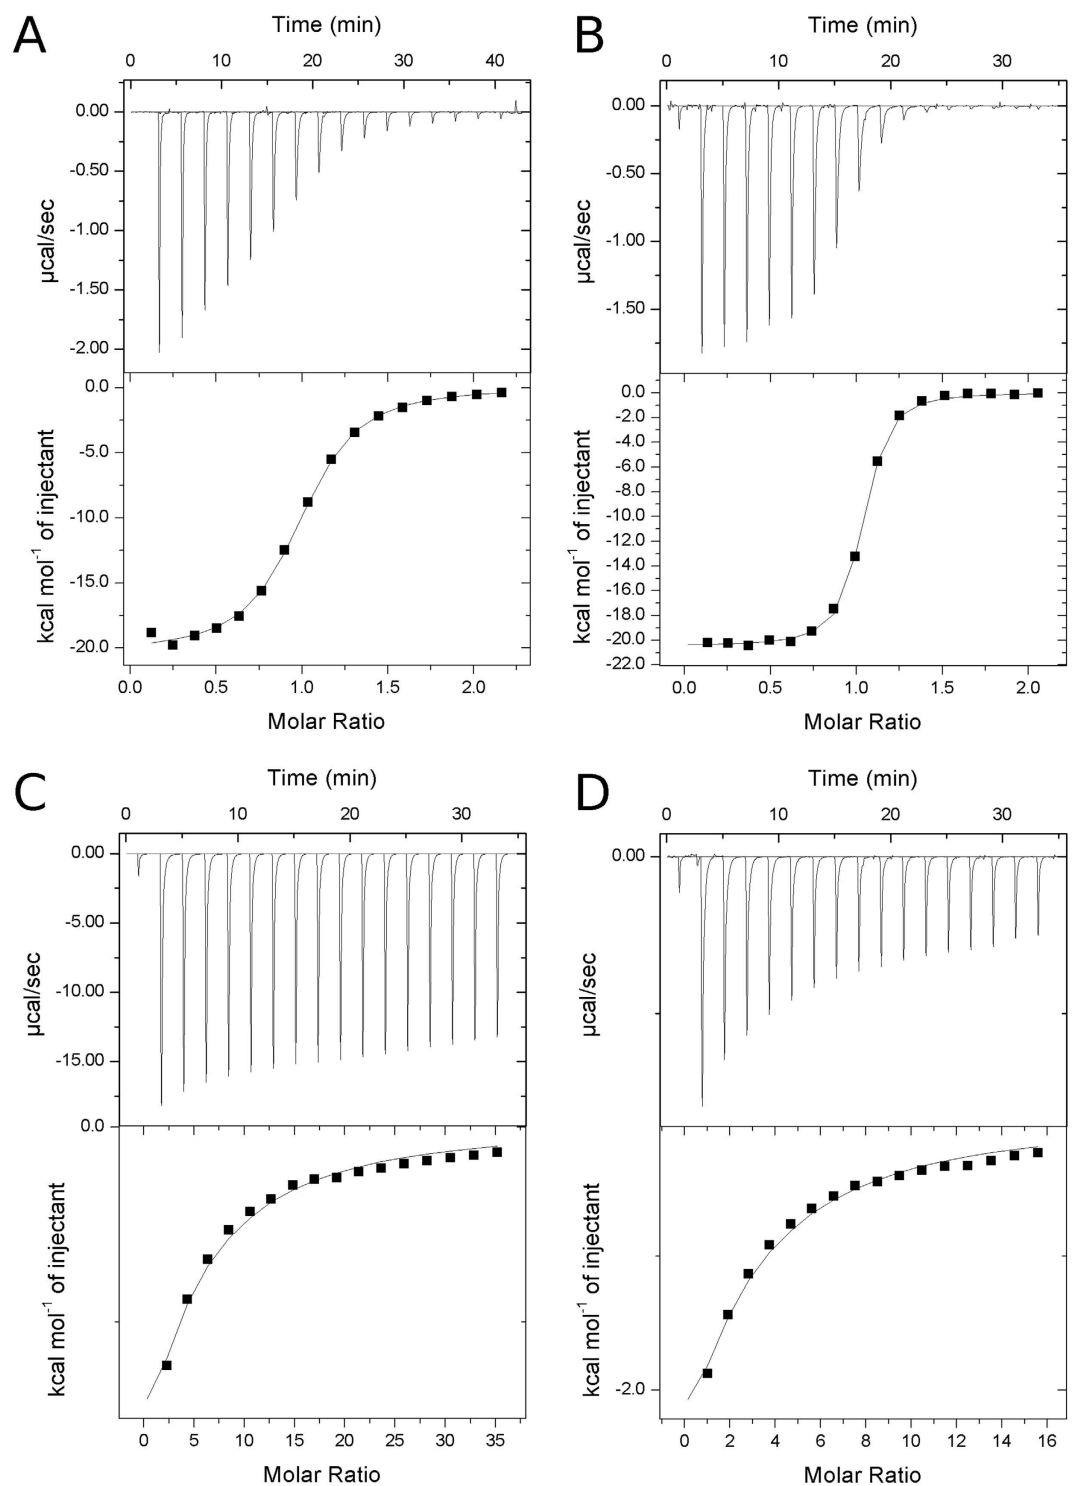 A
Time (min)
0 10 20 30 40
0.00
-0.50
-1.00
-1.50
-2.00
µcal/sec
0.0
-5.0
-10.0
-15.0
-20.0
kcal mol⁻¹ of injectant
0.0 0.5 1.0 1.5 2.0
Molar Ratio
B
Time (min)
0 10 20 30
0.00
-0.50
-1.00
-1.50
µcal/sec
0.0
-2.0
-4.0
-6.0
-8.0
-10.0
-12.0
-14.0
-16.0
-18.0
-20.0
-22.0
kcal mol⁻¹ of injectant
0.0 0.5 1.0 1.5 2.0
Molar Ratio
C
Time (min)
0 10 20 30
0.00
-5.00
-10.00
-15.00
µcal/sec
0.0
kcal mol⁻¹ of injectant
0 5 10 15 20 25 30 35
Molar Ratio
D
Time (min)
0 10 20 30
0.00
µcal/sec
-2.0
kcal mol⁻¹ of injectant
0 2 4 6 8 10 12 14 16
Molar Ratio